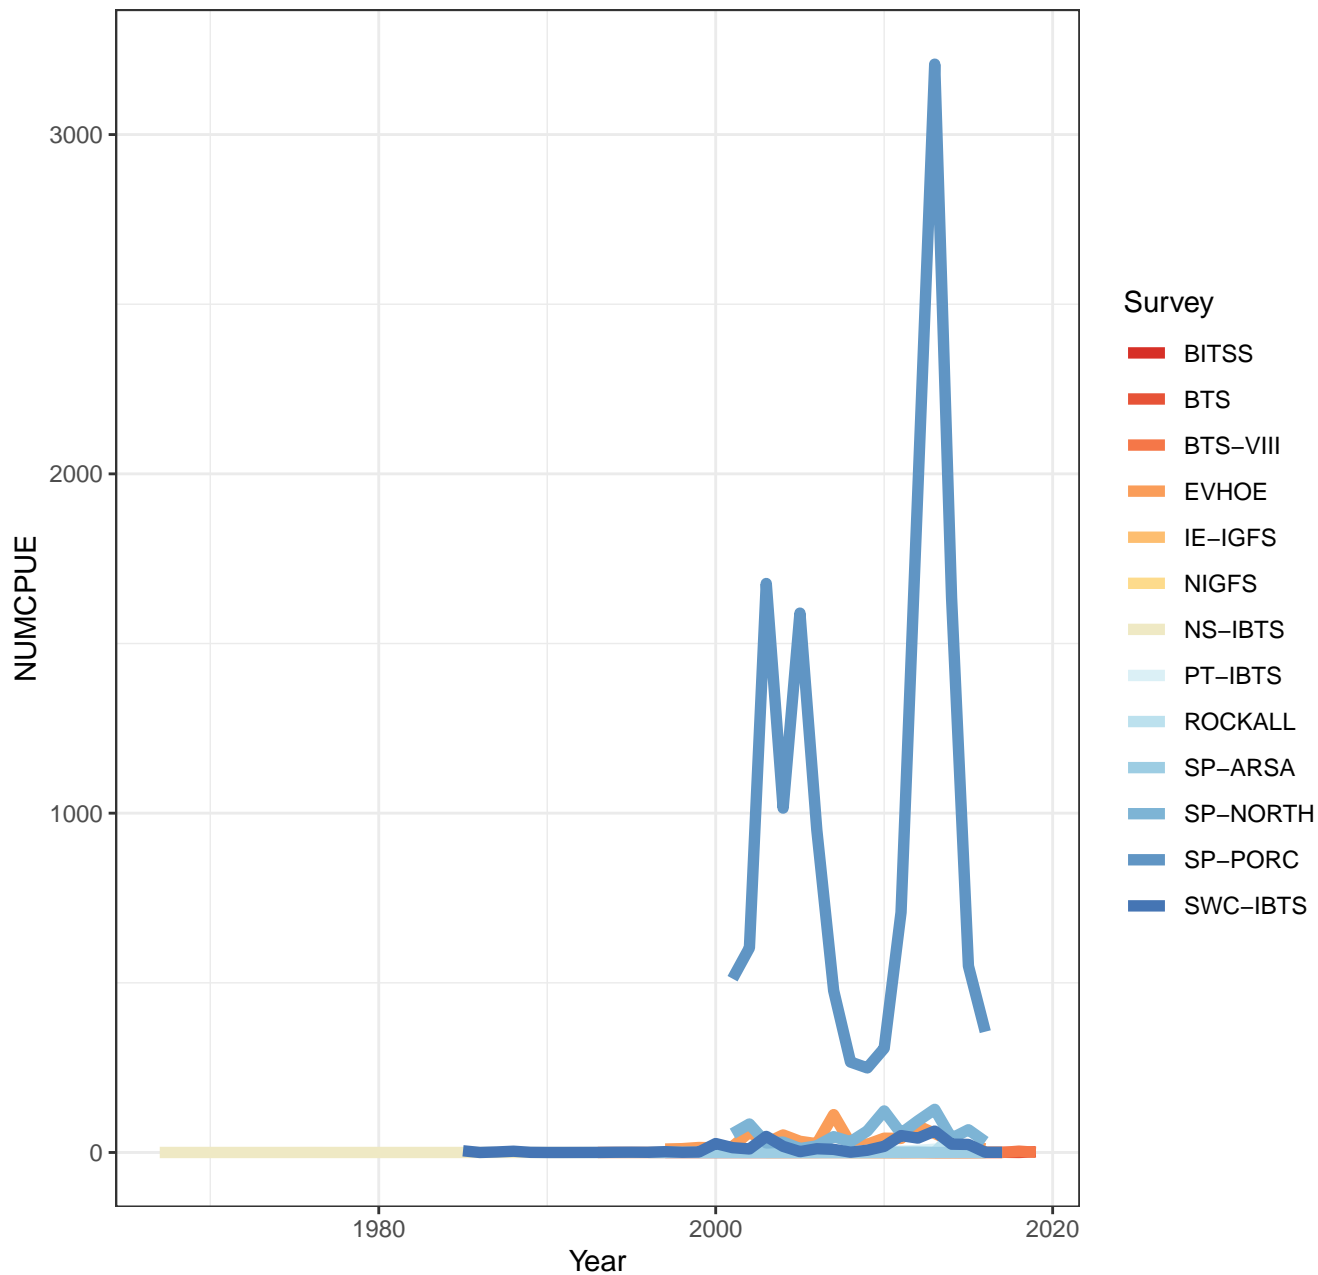 3000
2000
1000
0
NUMCPUE
1980
2000
2020
Year
Survey
BITSS
BTS
BTS−VIII
EVHOE
IE−IGFS
NIGFS
NS−IBTS
PT−IBTS
ROCKALL
SP−ARSA
SP−NORTH
SP−PORC
SWC−IBTS